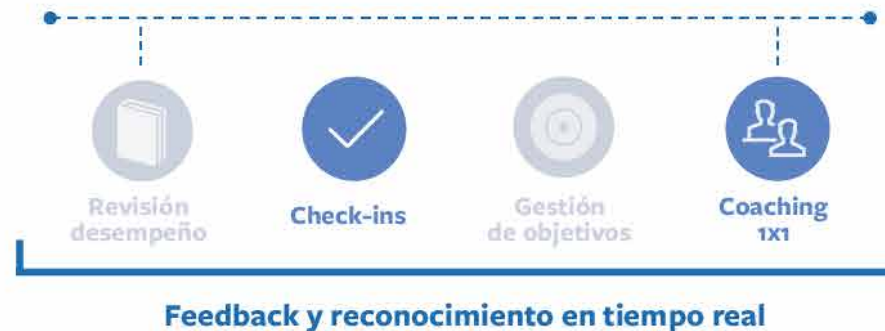 Revisión
desempeño
Check-ins
Gestión
de objetivos
Coaching
1x1
Feedback y reconocimiento en tiempo real